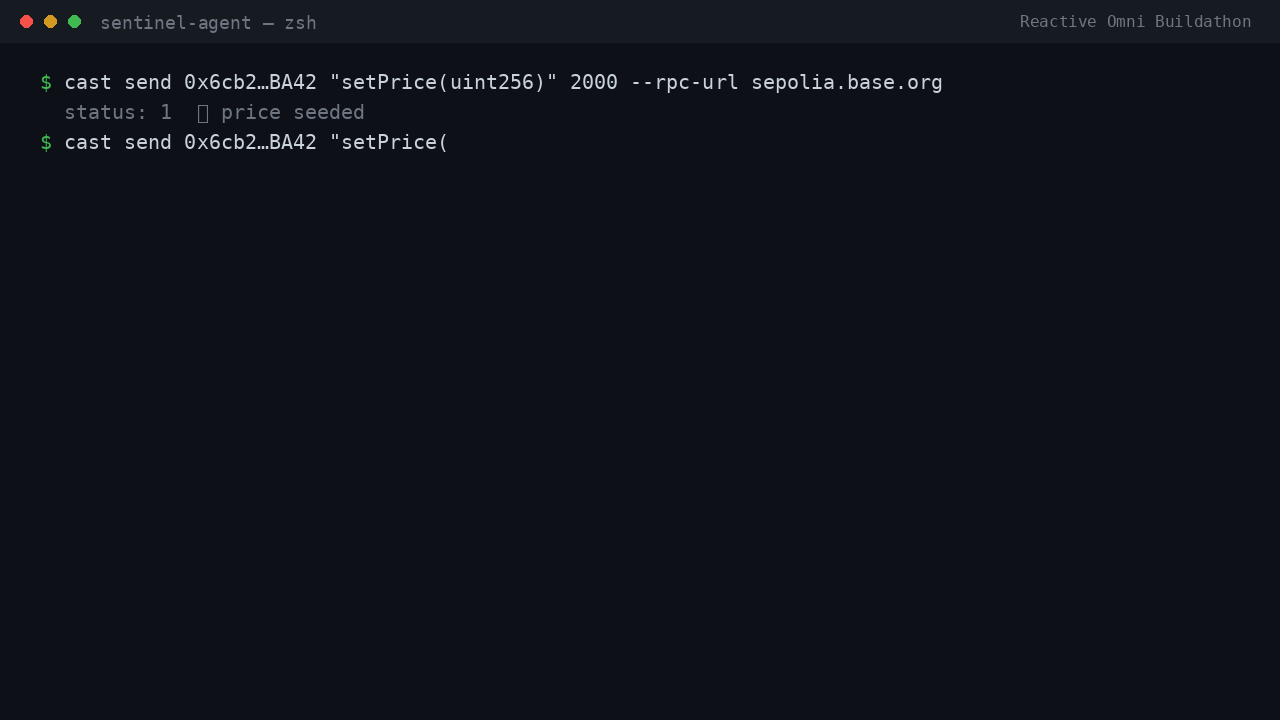 sentinel-agent — zsh
Reactive Omni Buildathon
$ cast send 0x6cb2…BA42 "setPrice(uint256)" 2000 --rpc-url sepolia.base.org
status: 1 ▯ price seeded
$ cast send 0x6cb2…BA42 "setPrice(